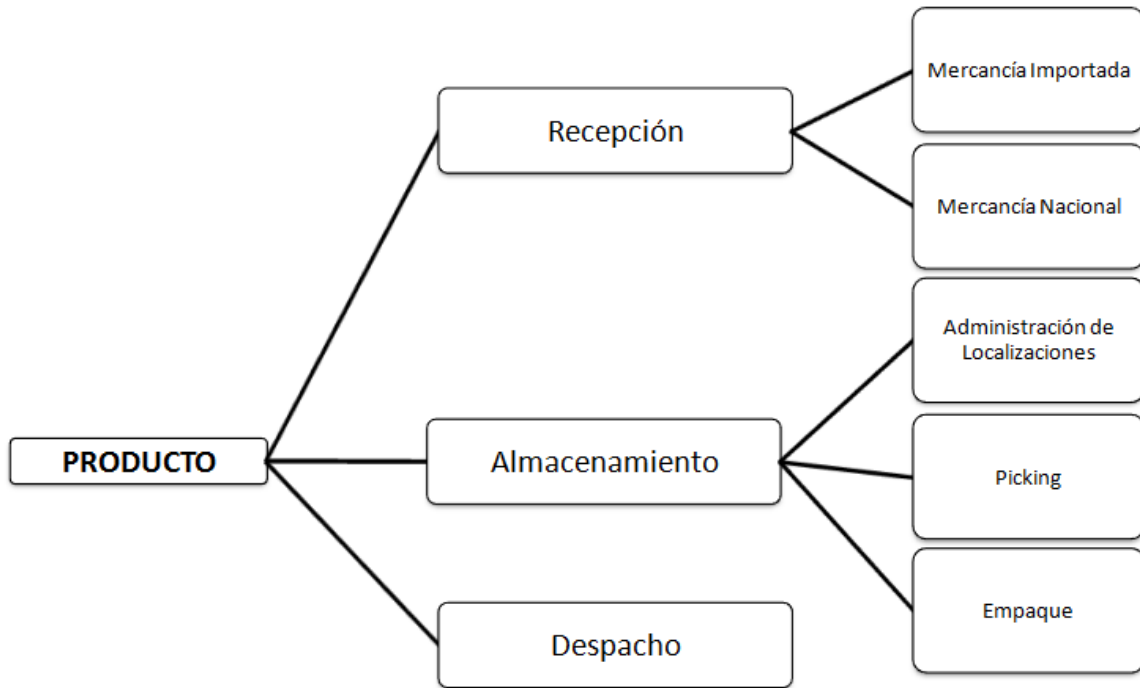 PRODUCTO
Recepción
Mercancía Importada
Mercancía Nacional
Almacenamiento
Administración de
Localizaciones
Picking
Empaque
Despacho